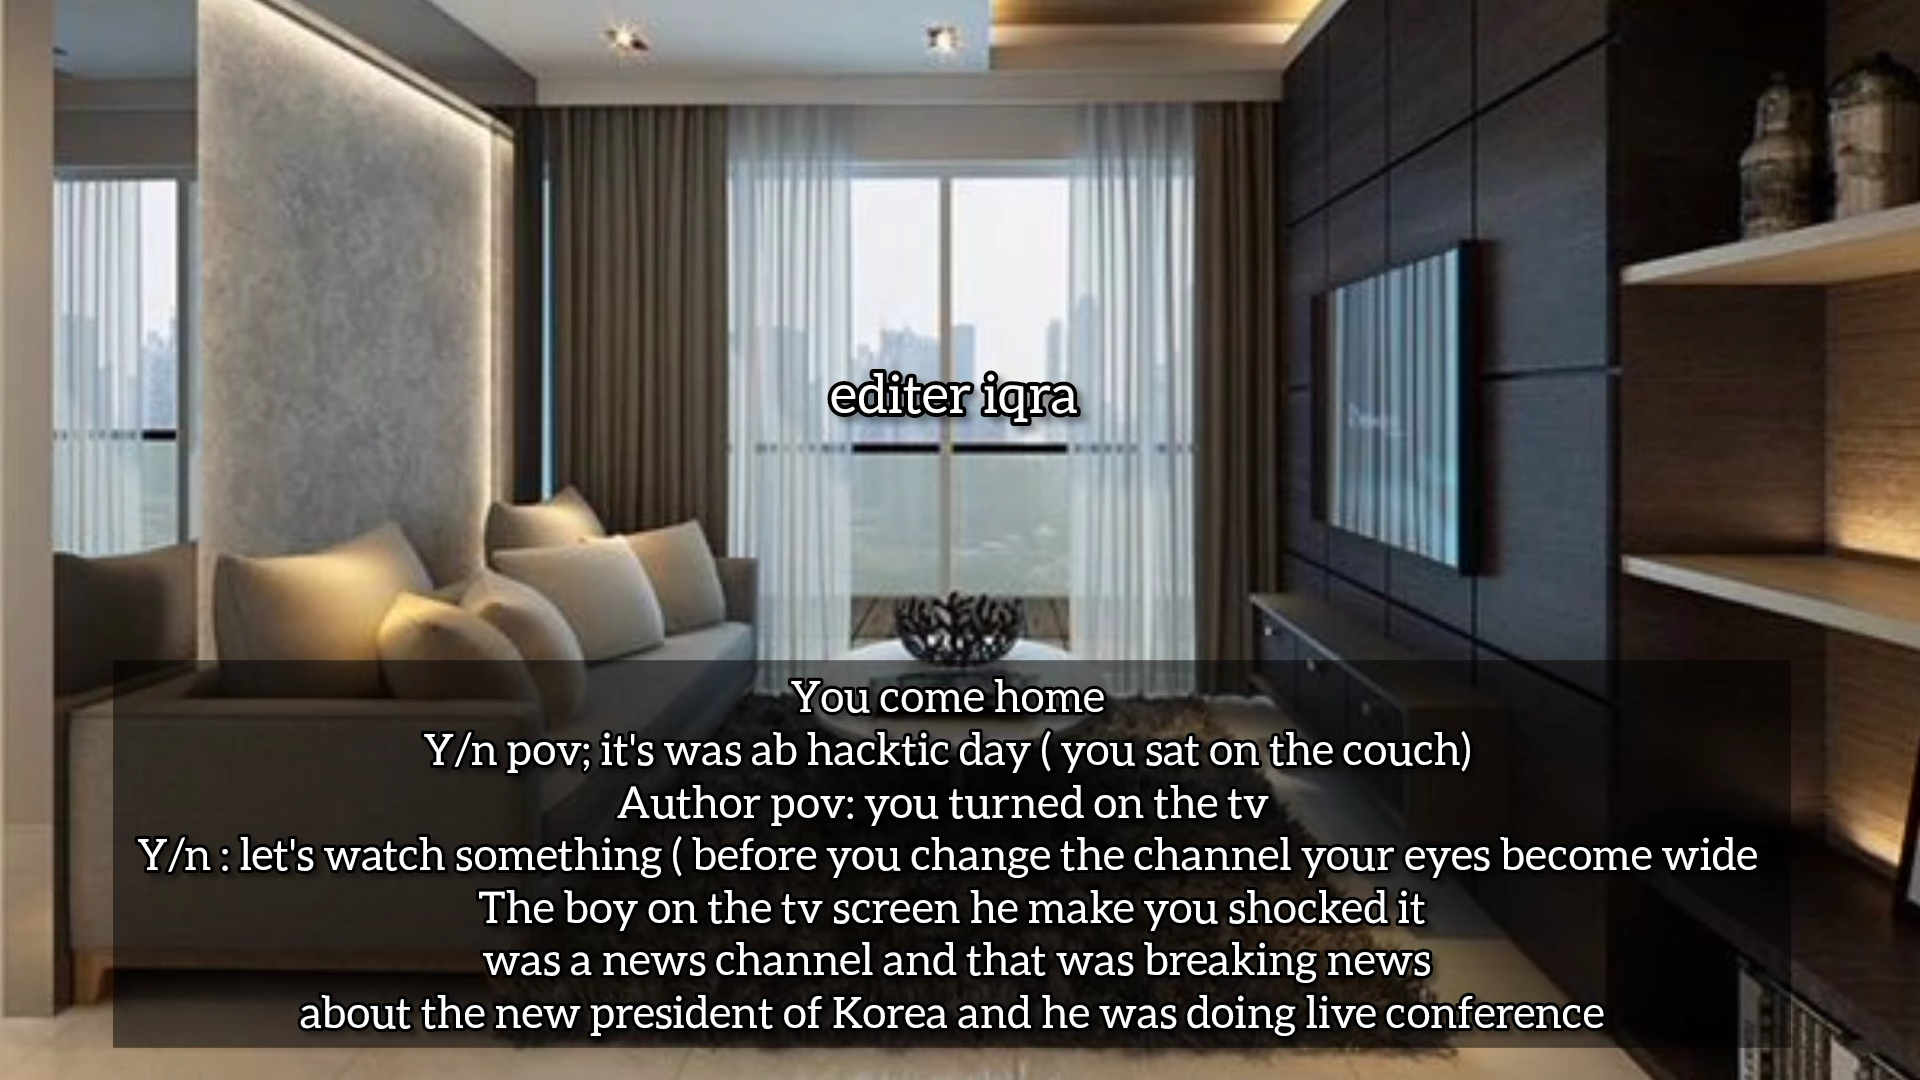 editer iqra
You come home
Y/n pov; it's was ab hacktic day ( you sat on the couch)
Author pov: you turned on the tv
Y/n : let's watch something ( before you change the channel your eyes become wide
The boy on the tv screen he make you shocked it
was a news channel and that was breaking news
about the new president of Korea and he was doing live conference